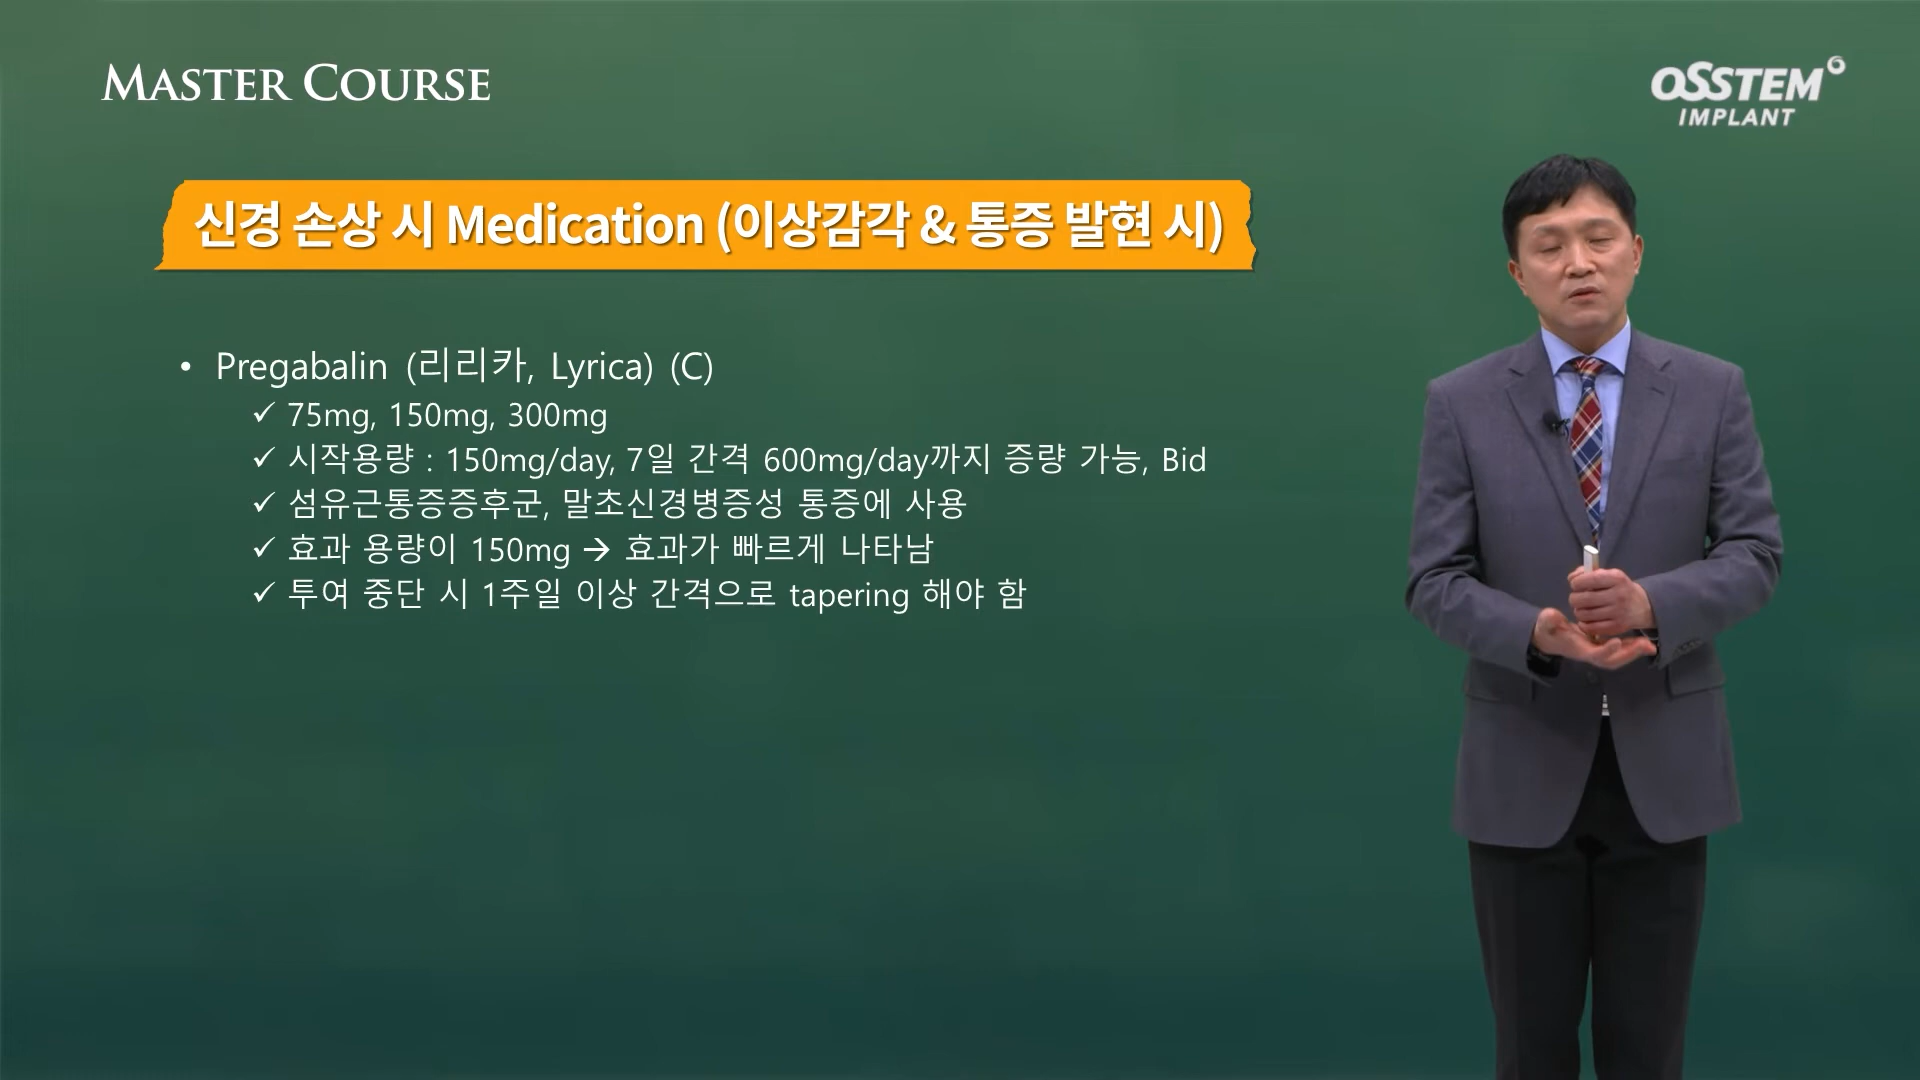 MASTER COURSE
OSSTEM
IMPLANT
신경 손상 시 Medication (이상감각 & 통증 발현 시)
• Pregabalin (리리카, Lyrica) (C)
✓ 75mg, 150mg, 300mg
✓ 시작용량 : 150mg/day, 7일 간격 600mg/day까지 증량 가능, Bid
✓ 섬유근통증증후군, 말초신경병증성 통증에 사용
✓ 효과 용량이 150mg → 효과가 빠르게 나타남
✓ 투여 중단 시 1주일 이상 간격으로 tapering 해야 함